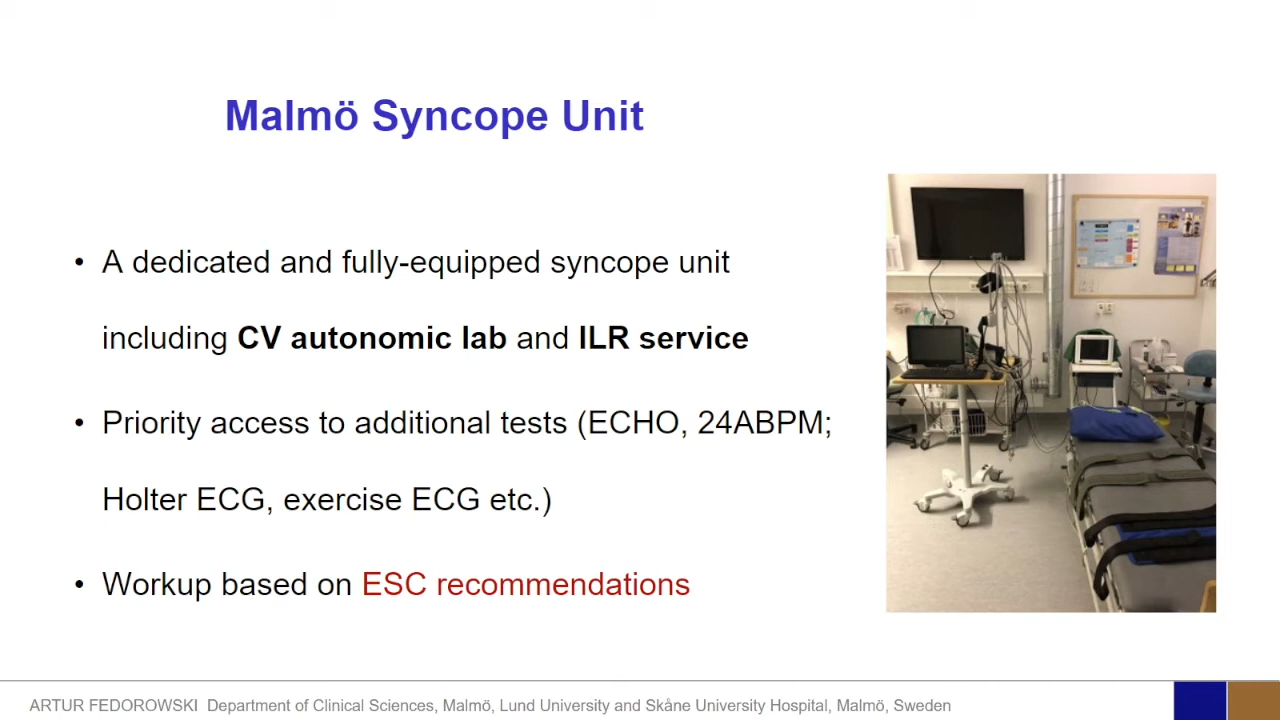 Malmö Syncope Unit
• A dedicated and fully-equipped syncope unit
including CV autonomic lab and ILR service
• Priority access to additional tests (ECHO, 24ABPM;
Holter ECG, exercise ECG etc.)
• Workup based on ESC recommendations
ARTUR FEDOROWSKI Department of Clinical Sciences, Malmö, Lund University and Skåne University Hospital, Malmö, Sweden